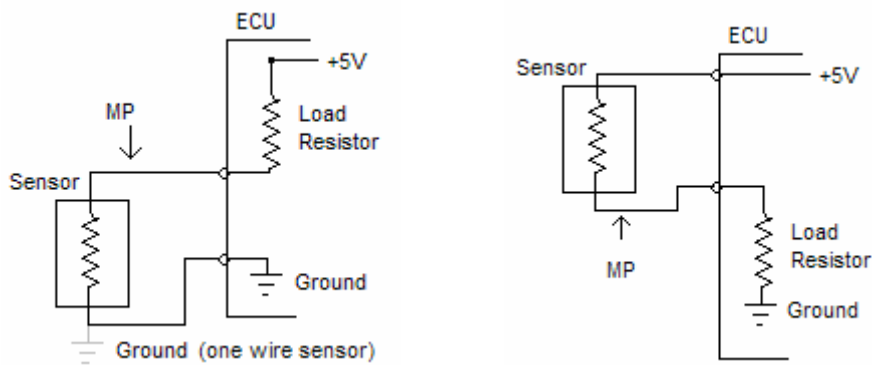 ECU
+5V
MP
Load
Resistor
Sensor
Ground
Ground (one wire sensor)
ECU
Sensor
+5V
Load
Resistor
MP
Ground